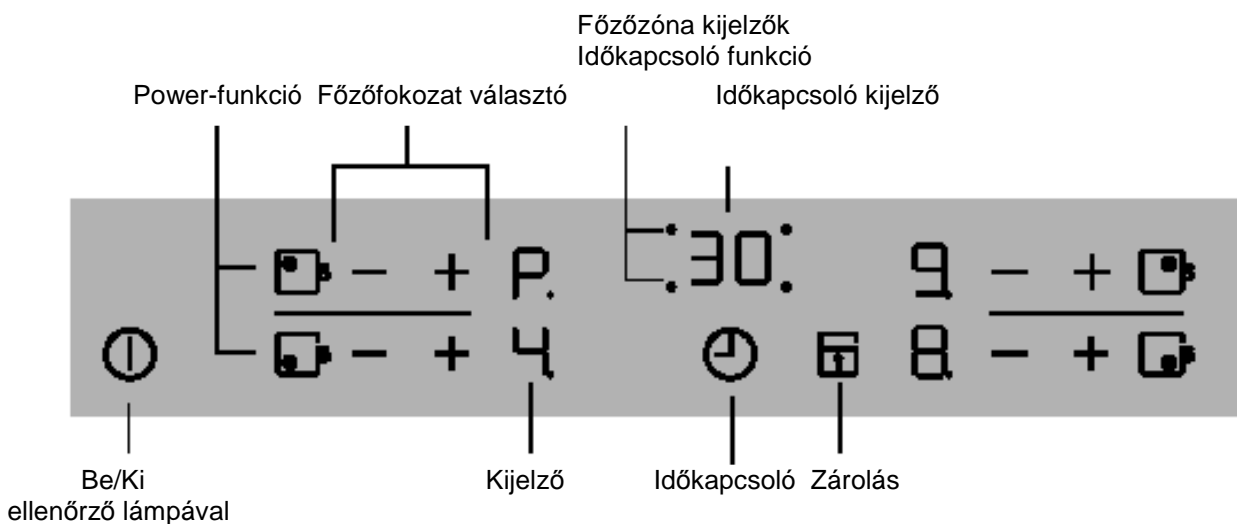 Főzőzóna kijelzők
Időkapcsoló funkció
Power-funkció Főzőfokozat választó Időkapcsoló kijelző
30
− + P. 9. − +
− + 4. 8. − +
Be/Ki
ellenőrző lámpával
Kijelző Időkapcsoló Zárolás